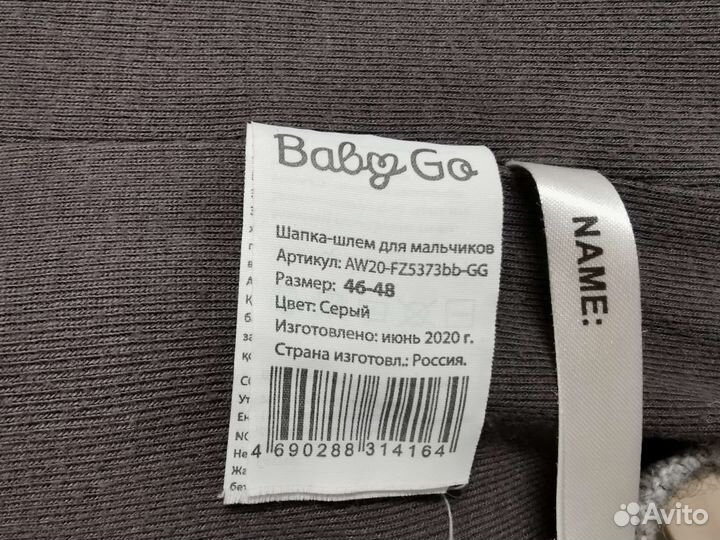 Baby Go
Шапка-шлем для мальчиков
Артикул: AW20-FZ5373bb-GG
Размер: 46-48
Цвет: Серый
Изготовлено: июнь 2020 г.
Страна изготовл.: Россия.
4 690288 314164
NAME:
Avito